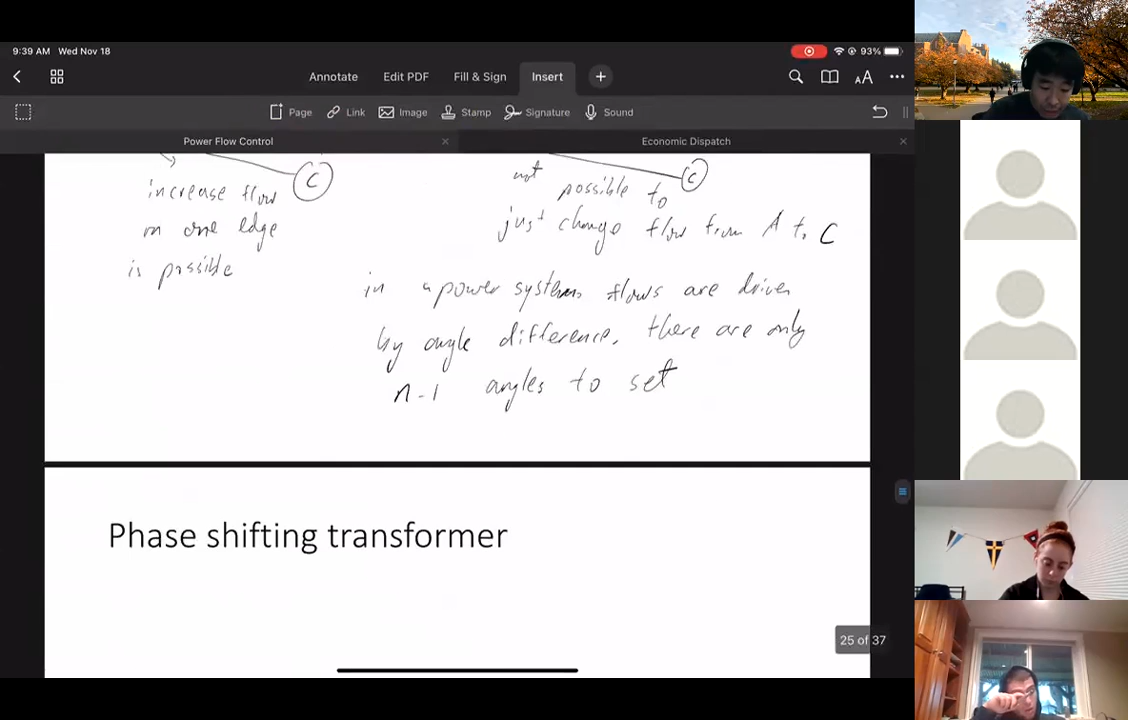 9:39 AM Wed Nov 18
93%
Annotate Edit PDF Fill & Sign Insert
AA
Page Link Image Stamp Signature Sound
Power Flow Control
Economic Dispatch
C
C
increase flow
on one edge
is possible
not possible to
just change flow from A to C
in a power system, flows are driven
by angle difference, there are only
n-1 angles to set
Phase shifting transformer
25 of 37